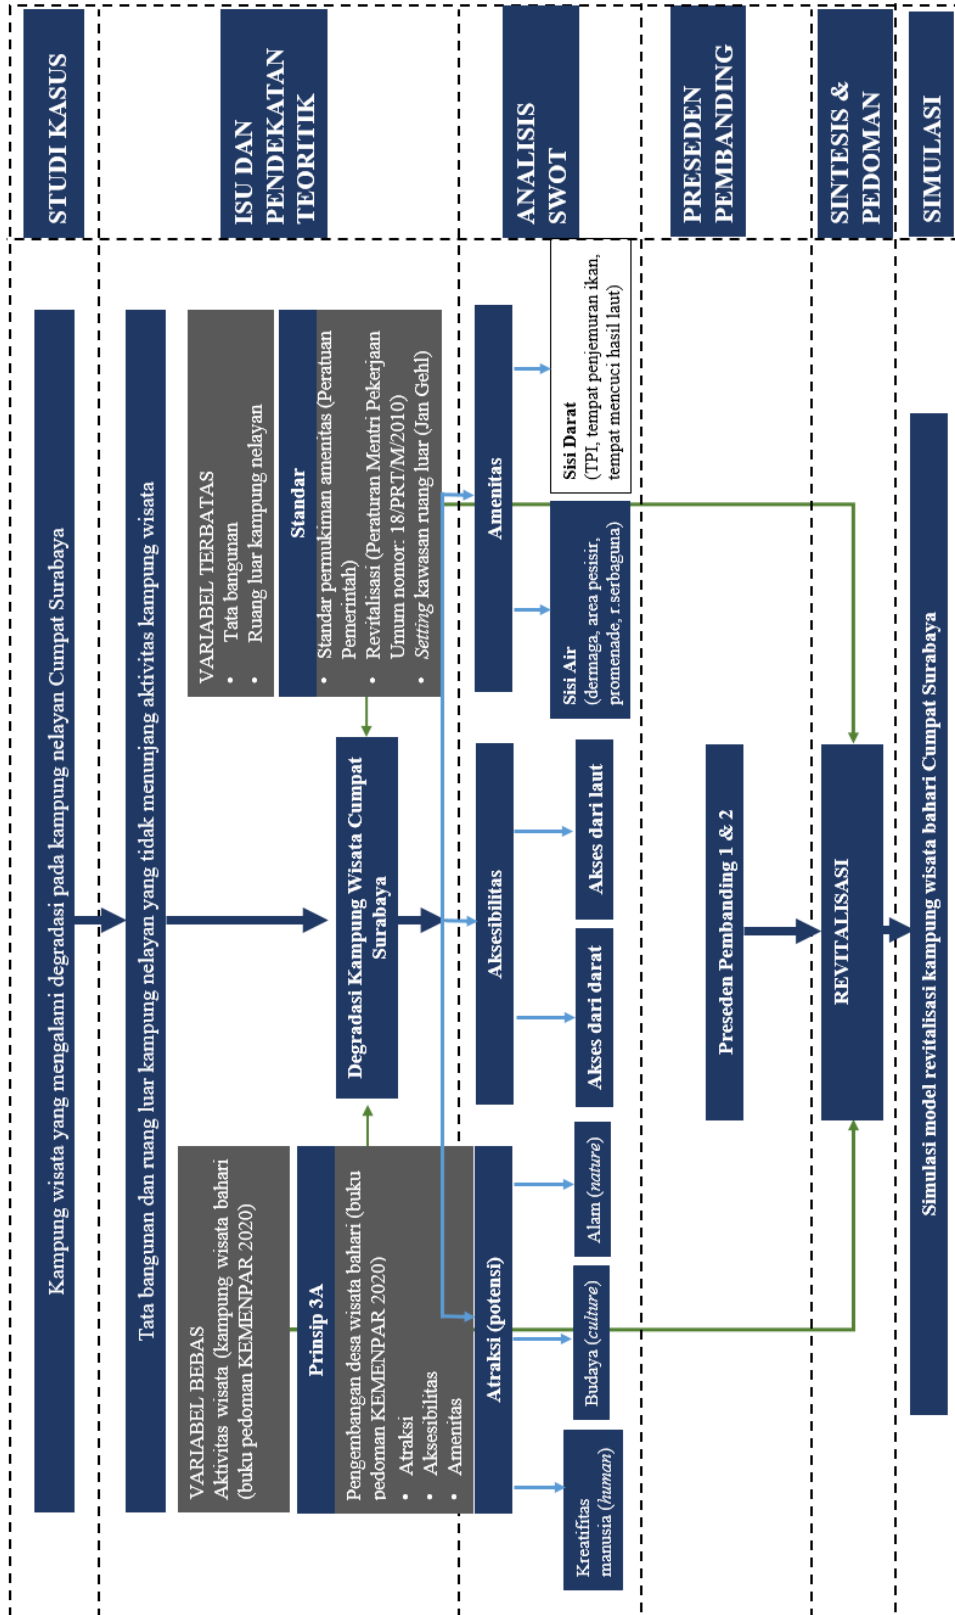 STUDI KASUS
Kampung wisata yang mengalami degradasi pada kampung nelayan Cumpat Surabaya
ISU DAN
PENDEKATAN
TEORITIK
Tata bangunan dan ruang luar kampung nelayan yang tidak menunjang aktivitas kampung wisata
VARIABEL BEBAS
Aktivitas wisata (kampung wisata bahari)
(buku pedoman KEMENPAR 2020)
Prinsip 3A
Pengembangan desa wisata bahari (buku
pedoman KEMENPAR 2020)
• Atraksi
• Aksesibilitas
• Amenitas
Degradasi Kampung Wisata Cumpat
Surabaya
VARIABEL TERBATAS
• Tata bangunan
• Ruang luar kampung nelayan
Standar
• Standar pemukiman amenitas (Peratuan
Pemerintah)
• Revitalisasi (Peraturan Mentri Pekerjaan
Umum nomor: 18/PRT/M/2010)
• Setting kawasan ruang luar (Jan Gehl)
ANALISIS
SWOT
Atraksi (potensi)
Kreatifitas
manusia (human)
Budaya (culture)
Alam (nature)
Aksesibilitas
Akses dari darat
Akses dari laut
Amenitas
Sisi Air
(dermaga, area pesisir,
promenade, r.serbaguna)
Sisi Darat
(TPI, tempat penjemuran ikan,
tempat mencuci hasil laut)
PRESEDEN
PEMBANDING
Preseden Pembanding 1 & 2
SINTESIS &
PEDOMAN
REVITALISASI
SIMULASI
Simulasi model revitalisasi kampung wisata bahari Cumpat Surabaya